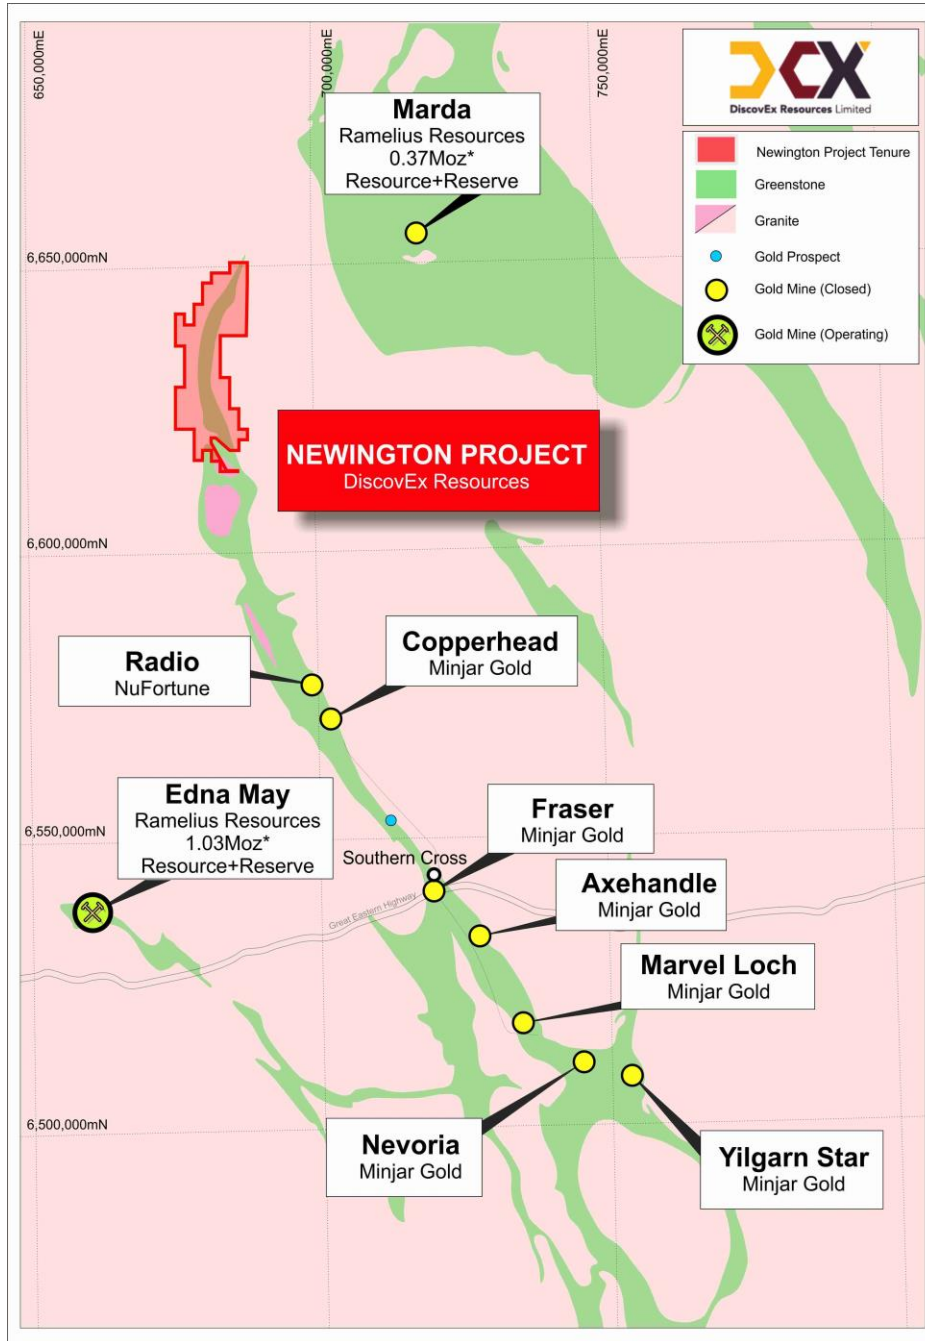 650,000mE
700,000mE
750,000mE
DCX
DiscovEx Resources Limited
Newington Project Tenure
Greenstone
Granite
Gold Prospect
Gold Mine (Closed)
Gold Mine (Operating)
Marda
Ramelius Resources
0.37Moz*
Resource+Reserve
6,650,000mN
NEWINGTON PROJECT
DiscovEx Resources
6,600,000mN
Copperhead
Minjar Gold
Radio
NuFortune
Edna May
Ramelius Resources
1.03Moz*
Resource+Reserve
6,550,000mN
Fraser
Minjar Gold
Southern Cross
Great Eastern Highway
Axehandle
Minjar Gold
Marvel Loch
Minjar Gold
6,500,000mN
Nevoria
Minjar Gold
Yilgarn Star
Minjar Gold